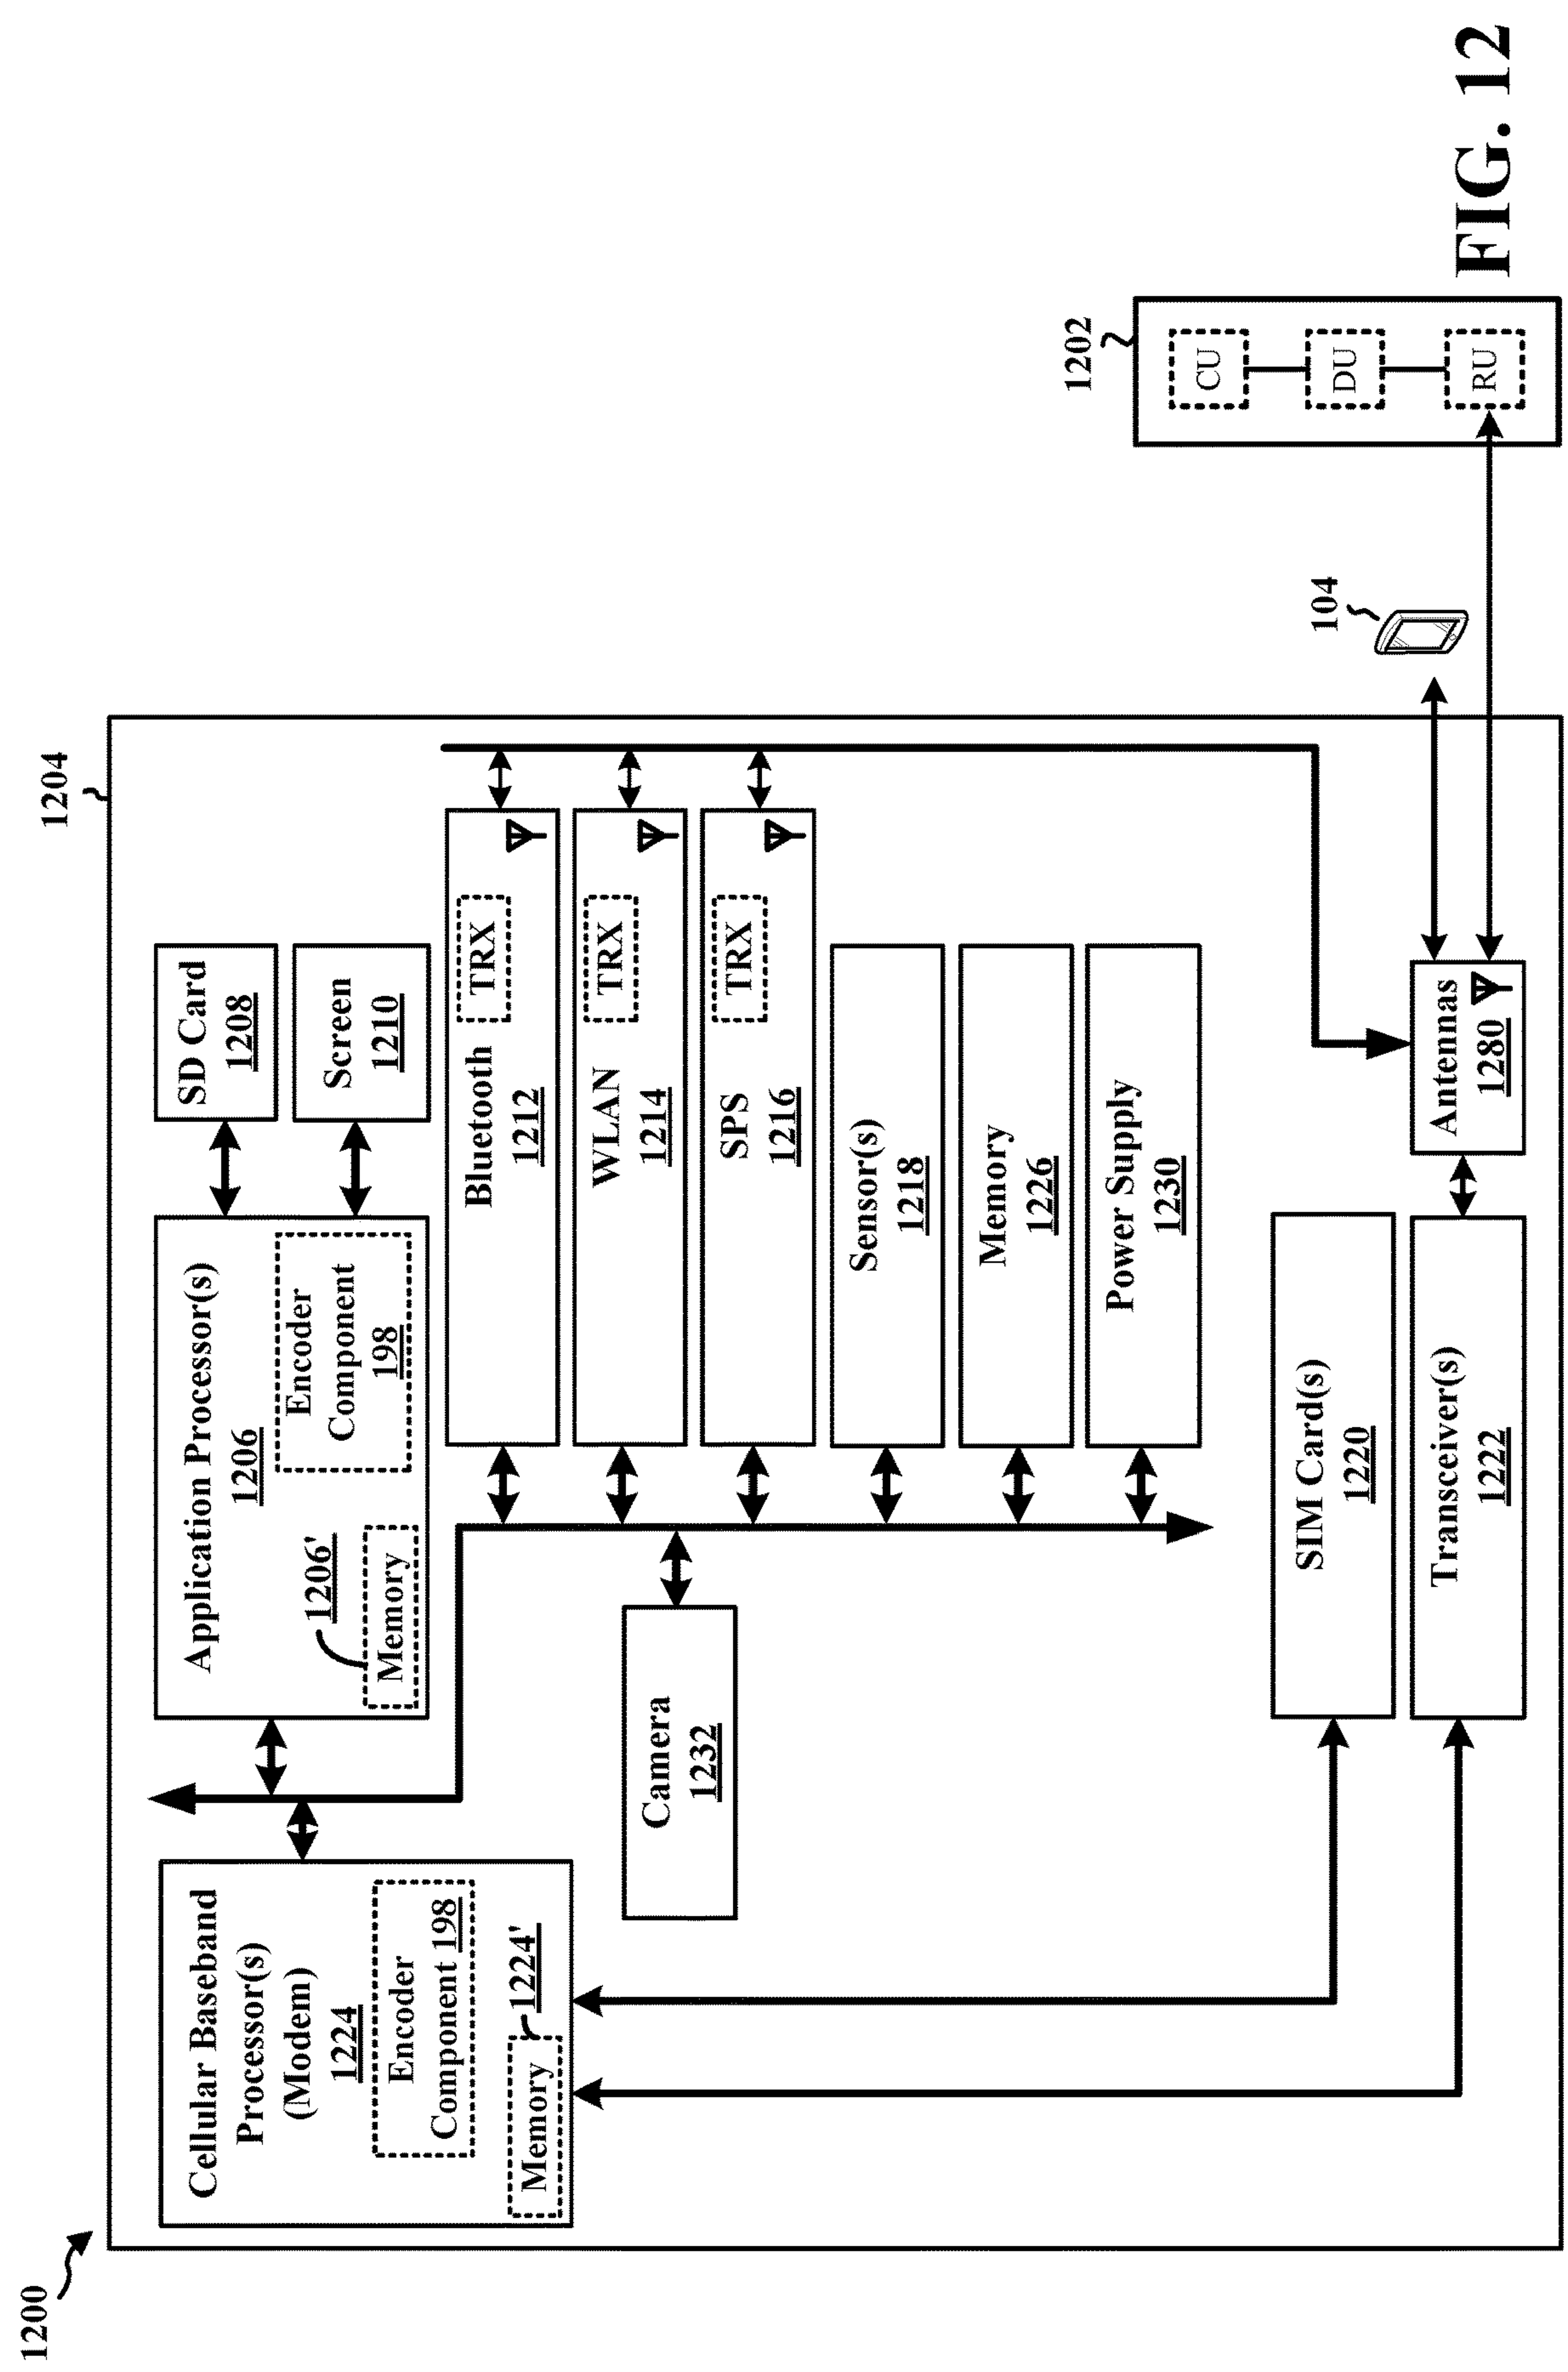 1200
1204
Cellular Baseband
Processor(s)
(Modem)
1224
Encoder
Component 198
Memory
1224'
Application Processor(s)
1206
1206'
Memory
Encoder
Component
198
SD Card
1208
Screen
1210
Bluetooth
1212
TRX
WLAN
1214
TRX
SPS
1216
TRX
Camera
1232
Sensor(s)
1218
Memory
1226
Power Supply
1230
SIM Card(s)
1220
Transceiver(s)
1222
Antennas
1280
104
1202
CU
DU
RU
FIG. 12